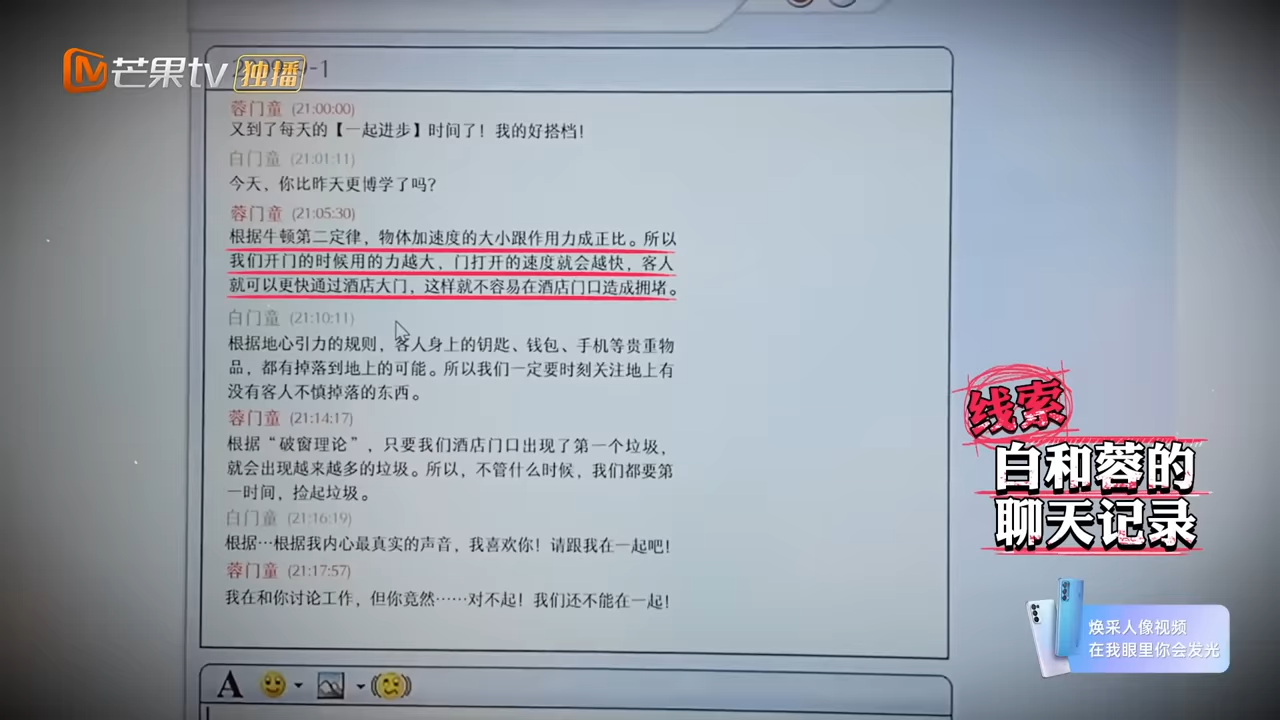 芒果tv 独播
-1
蓉门童 (21:00:00)
又到了每天的【一起进步】时间了！我的好搭档！
白门童 (21:01:11)
今天，你比昨天更博学了吗？
蓉门童 (21:05:30)
根据牛顿第二定律，物体加速度的大小跟作用力成正比。所以
我们开门的时候用的力越大，门打开的速度就会越快，客人
就可以更快通过酒店大门，这样就不容易在酒店门口造成拥堵。
白门童 (21:10:11)
根据地心引力的规则，客人身上的钥匙、钱包、手机等贵重物
品，都有掉落到地上的可能。所以我们一定要时刻关注地上有
没有客人不慎掉落的东西。
蓉门童 (21:14:17)
根据“破窗理论”，只要我们酒店门口出现了第一个垃圾，
就会出现越来越多的垃圾。所以，不管什么时候，我们都要第
一时间，捡起垃圾。
白门童 (21:16:19)
根据…根据我内心最真实的声音，我喜欢你！请跟我在一起吧！
蓉门童 (21:17:57)
我在和你讨论工作，但你竟然……对不起！我们还不能在一起！
A
线索
白和蓉的
聊天记录
焕采人像视频
在我眼里你会发光